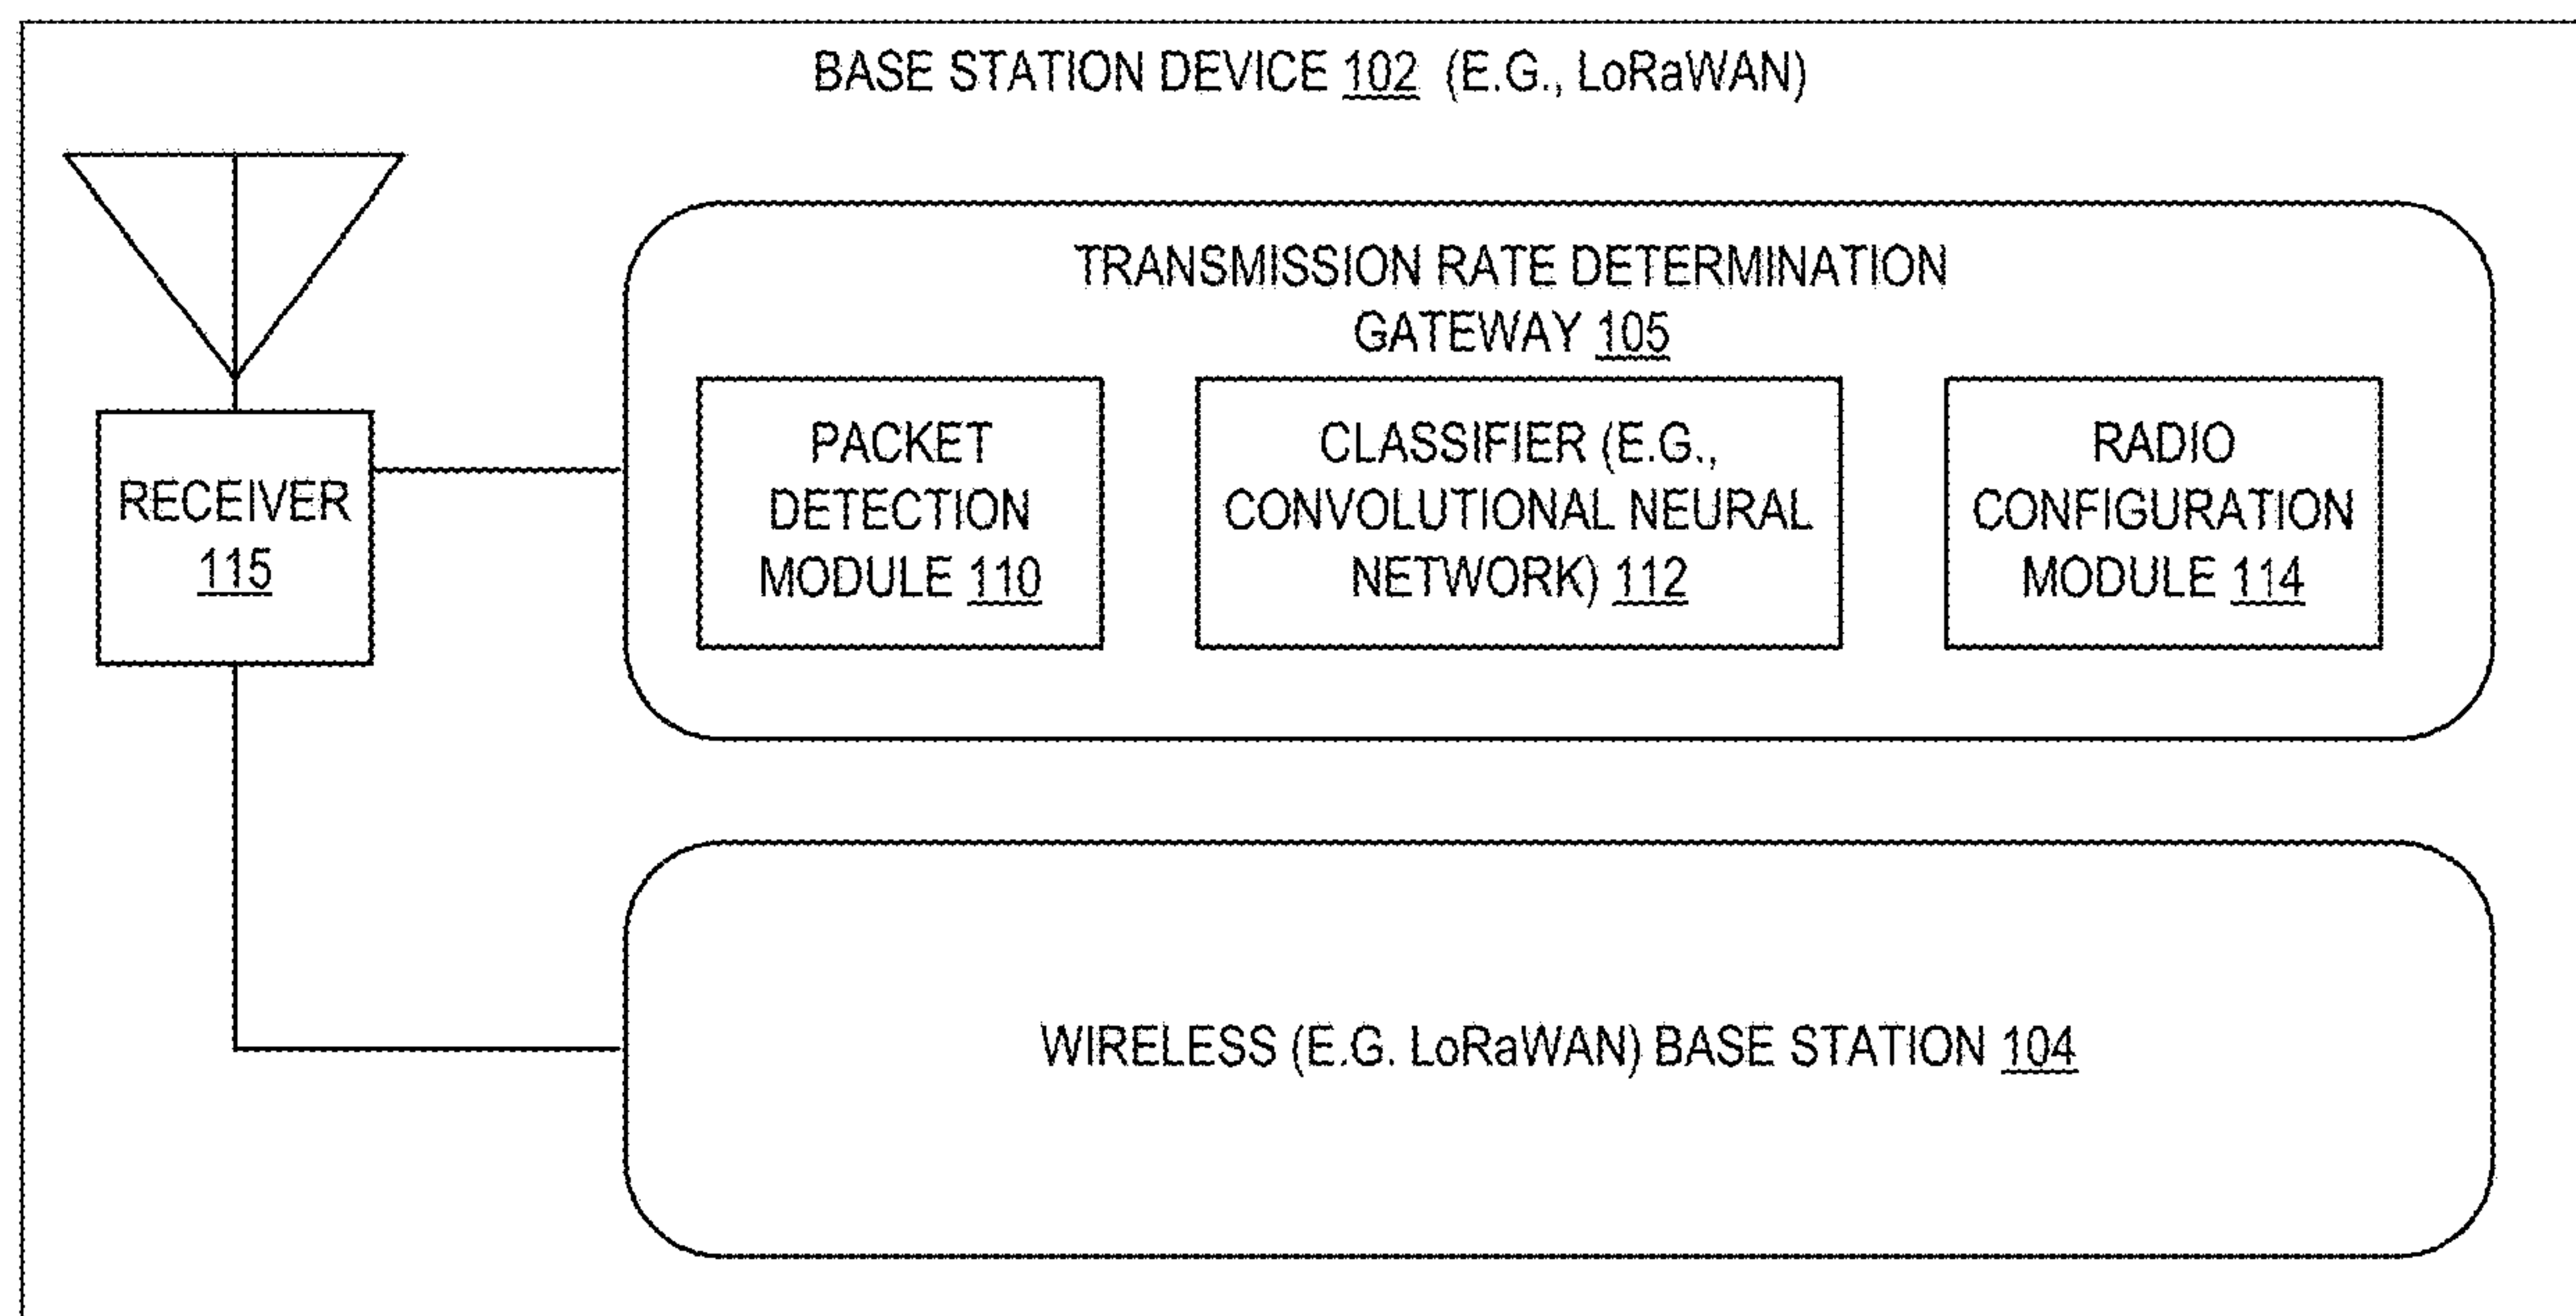 BASE STATION DEVICE 102 (E.G., LoRaWAN)
TRANSMISSION RATE DETERMINATION
GATEWAY 105
RECEIVER
115
PACKET
DETECTION
MODULE 110
CLASSIFIER (E.G.,
CONVOLUTIONAL NEURAL
NETWORK) 112
RADIO
CONFIGURATION
MODULE 114
WIRELESS (E.G. LoRaWAN) BASE STATION 104